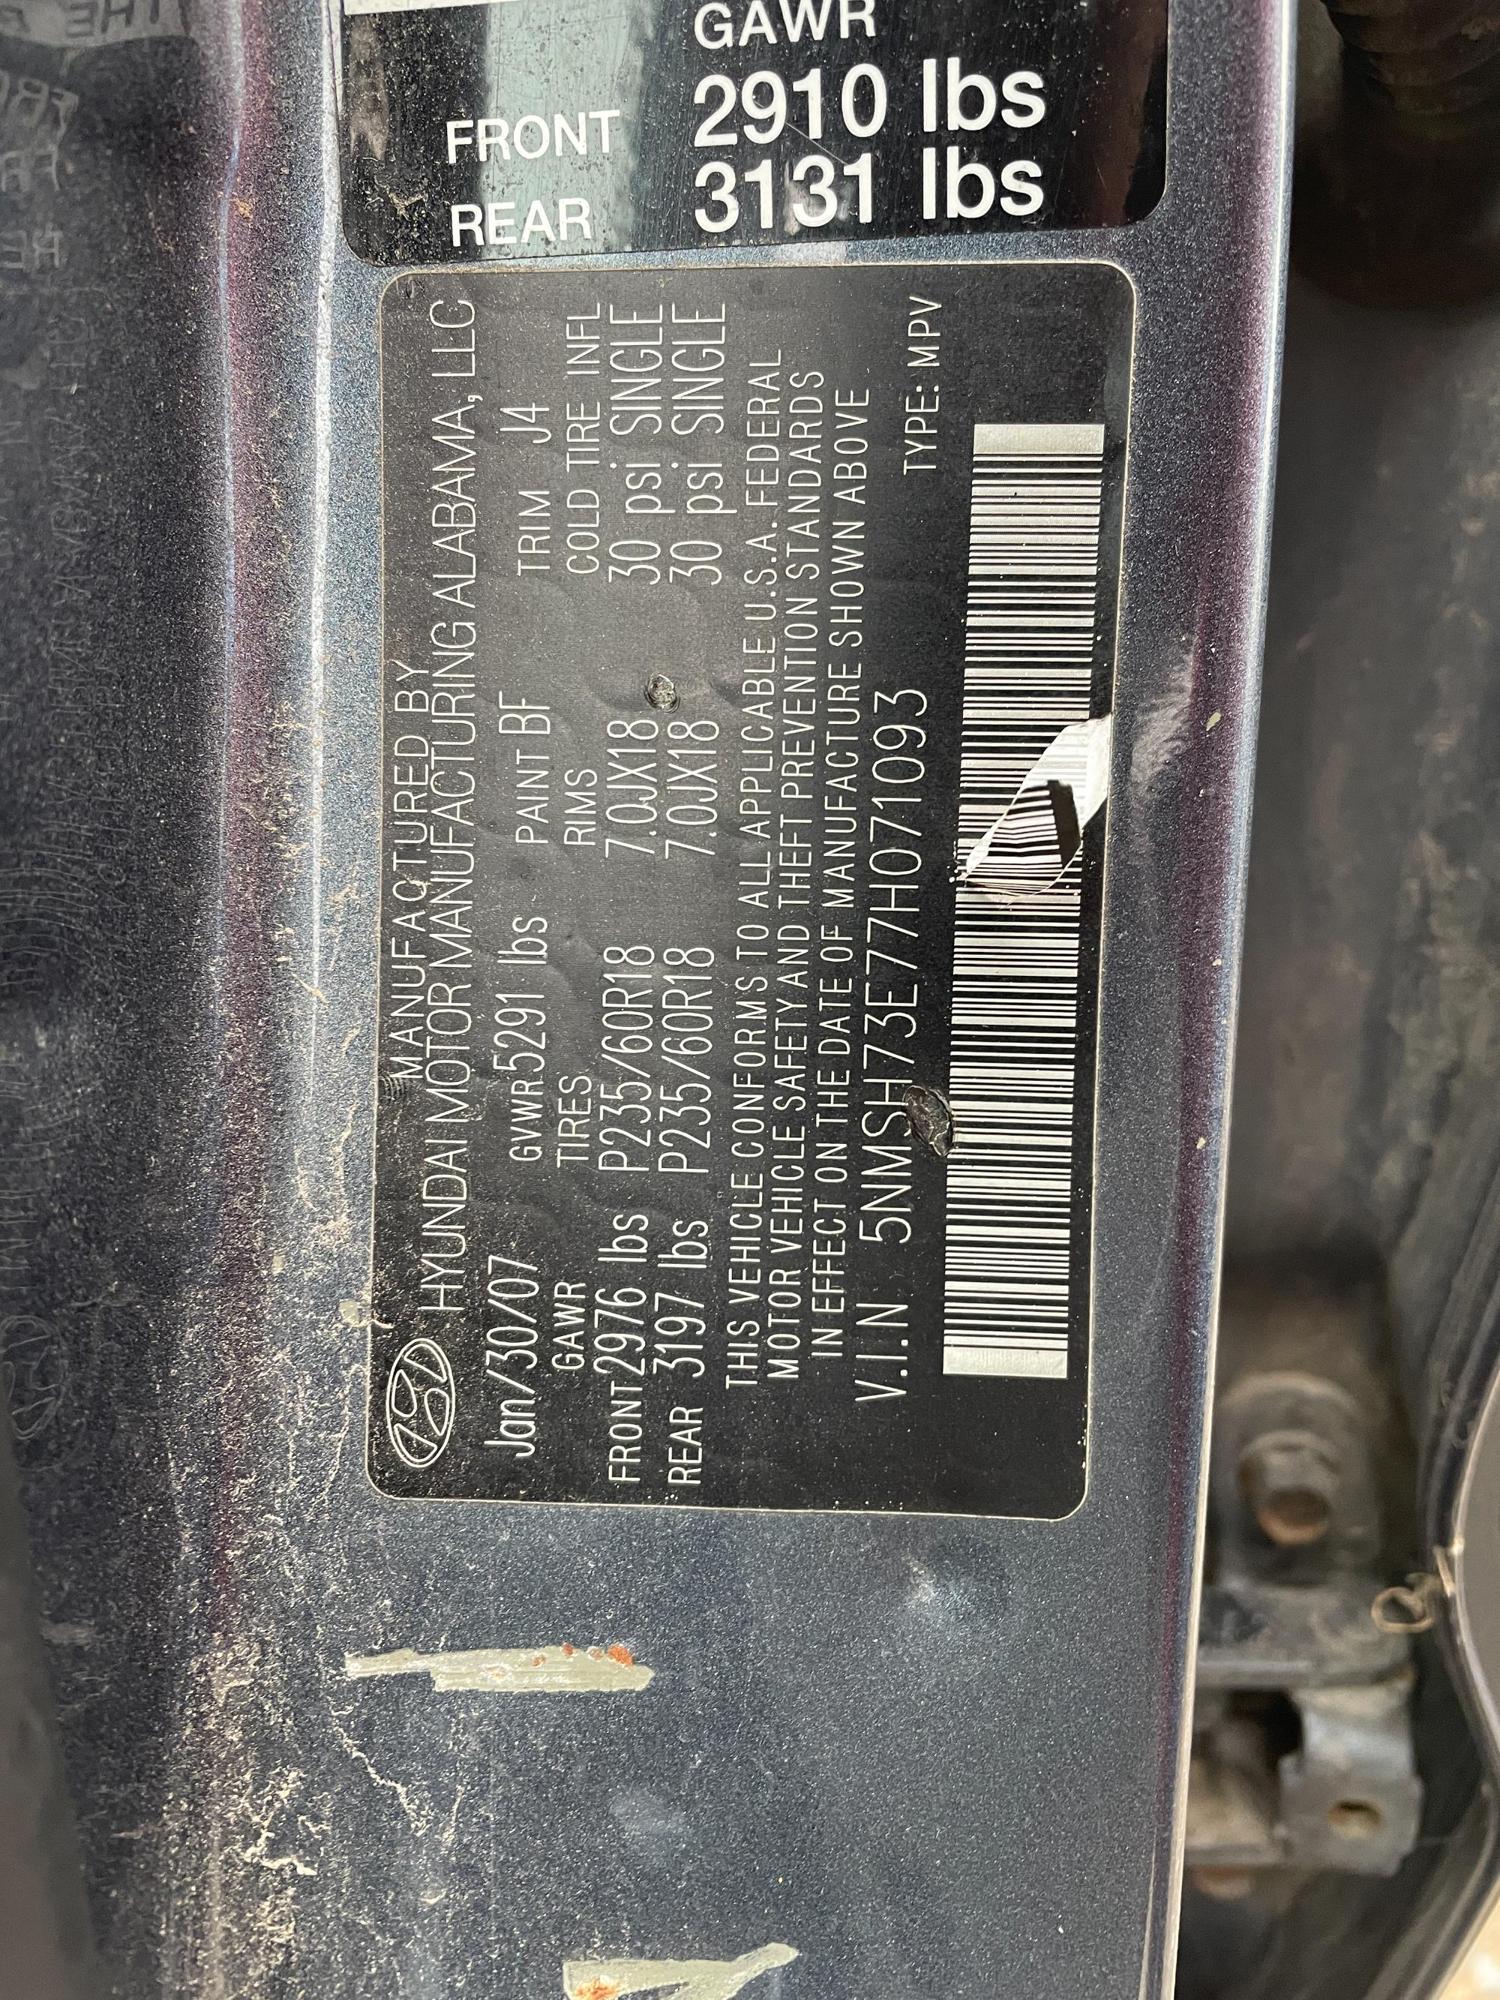 GAWR
FRONT 2910 lbs
REAR 3131 lbs
MANUFACTURED BY
HYUNDAI MOTOR MANUFACTURING ALABAMA, LLC
Jan/30/07 GVWR 5291 lbs PAINT BF TRIM J4
GAWR TIRES RIMS COLD TIRE INFL
FRONT 2976 lbs P235/60R18 7.0JX18 30 psi SINGLE
REAR 3197 lbs P235/60R18 7.0JX18 30 psi SINGLE
THIS VEHICLE CONFORMS TO ALL APPLICABLE U.S.A. FEDERAL
MOTOR VEHICLE SAFETY AND THEFT PREVENTION STANDARDS
IN EFFECT ON THE DATE OF MANUFACTURE SHOWN ABOVE
V.I.N 5NMSH73E77H071093 TYPE: MPV